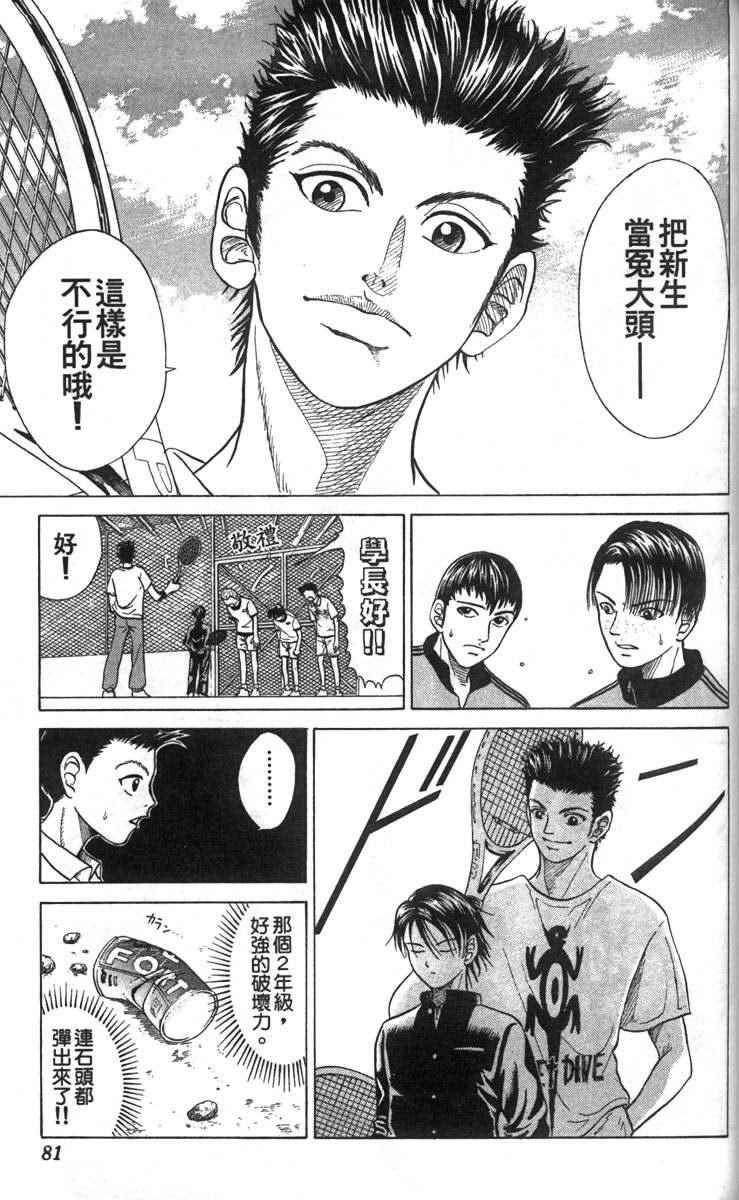 把新生
當冤大頭——
這樣是
不行的哦！
學長好!!
敬禮
好！
………
那個2年級，
好強的破壞力。
連石頭都
彈出來了!!
カラン
FONT
DIVE
81